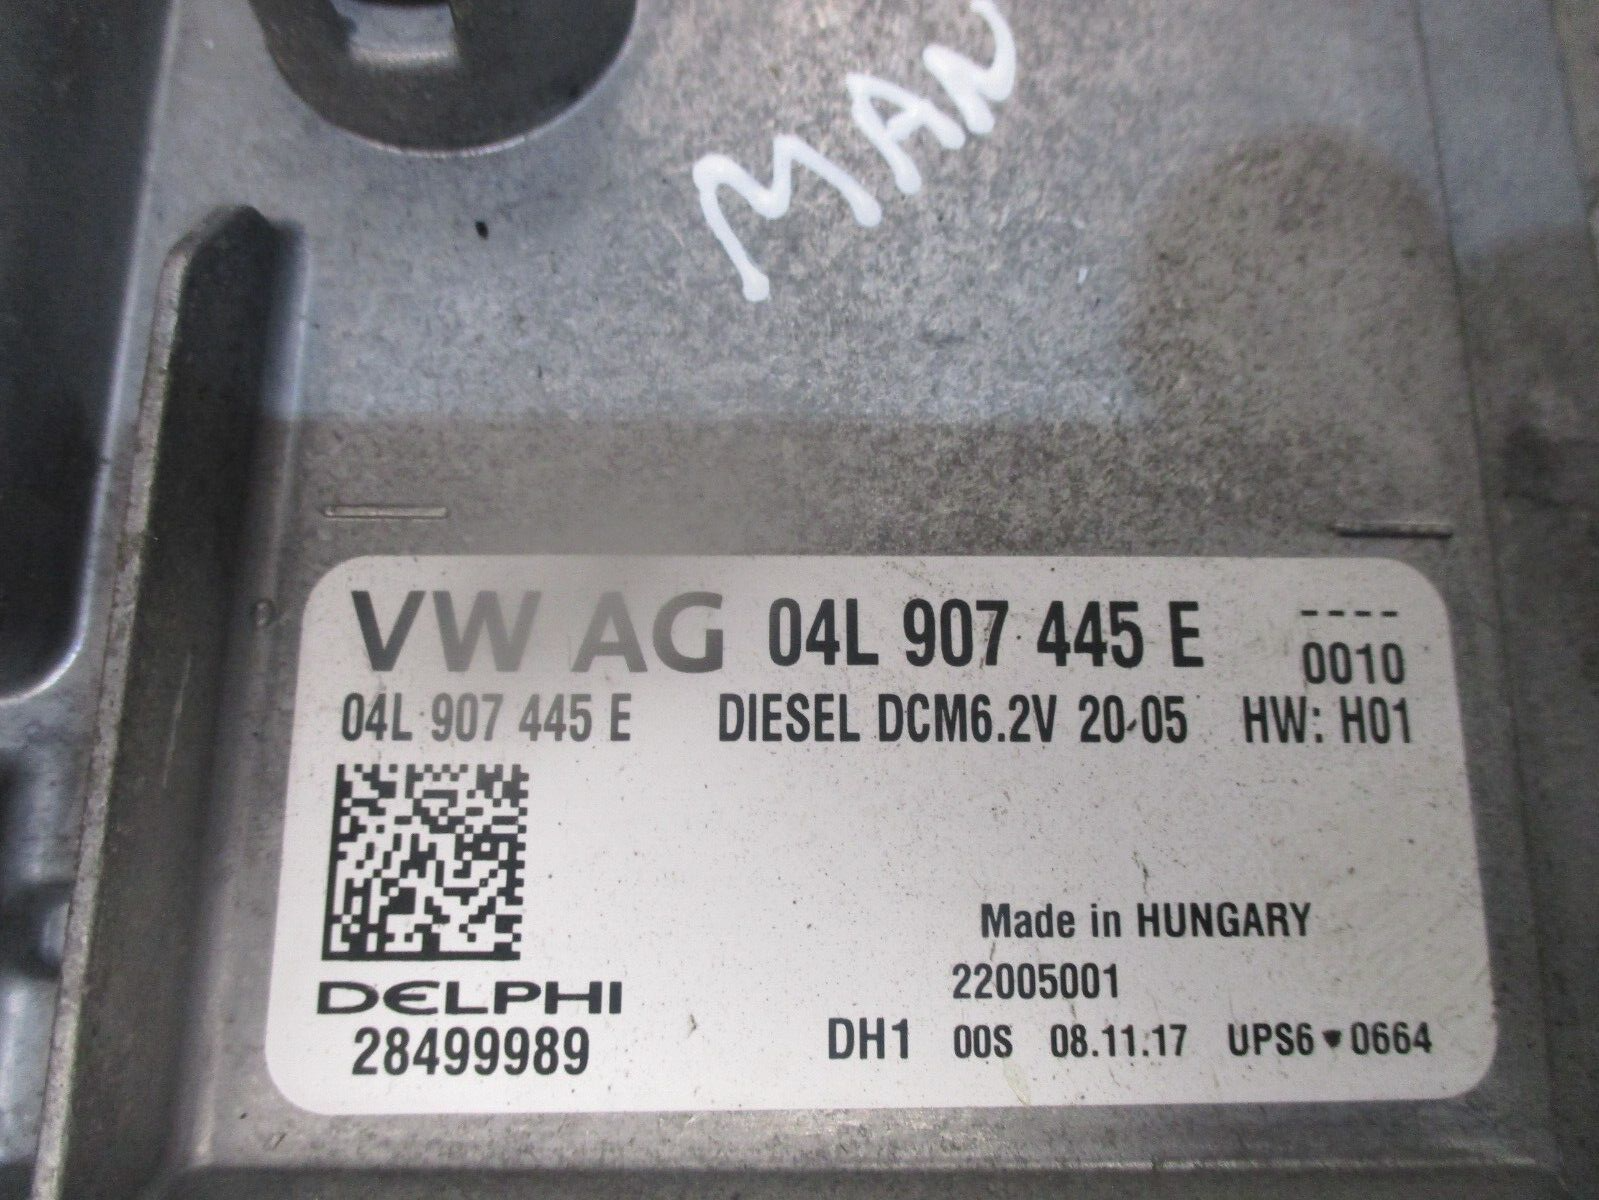 MAN
VW AG 04L 907 445 E ----
0010
04L 907 445 E DIESEL DCM6.2V 20-05 HW: H01
Made in HUNGARY
22005001
DELPHI
28499989 DH1 00S 08.11.17 UPS6▾0664